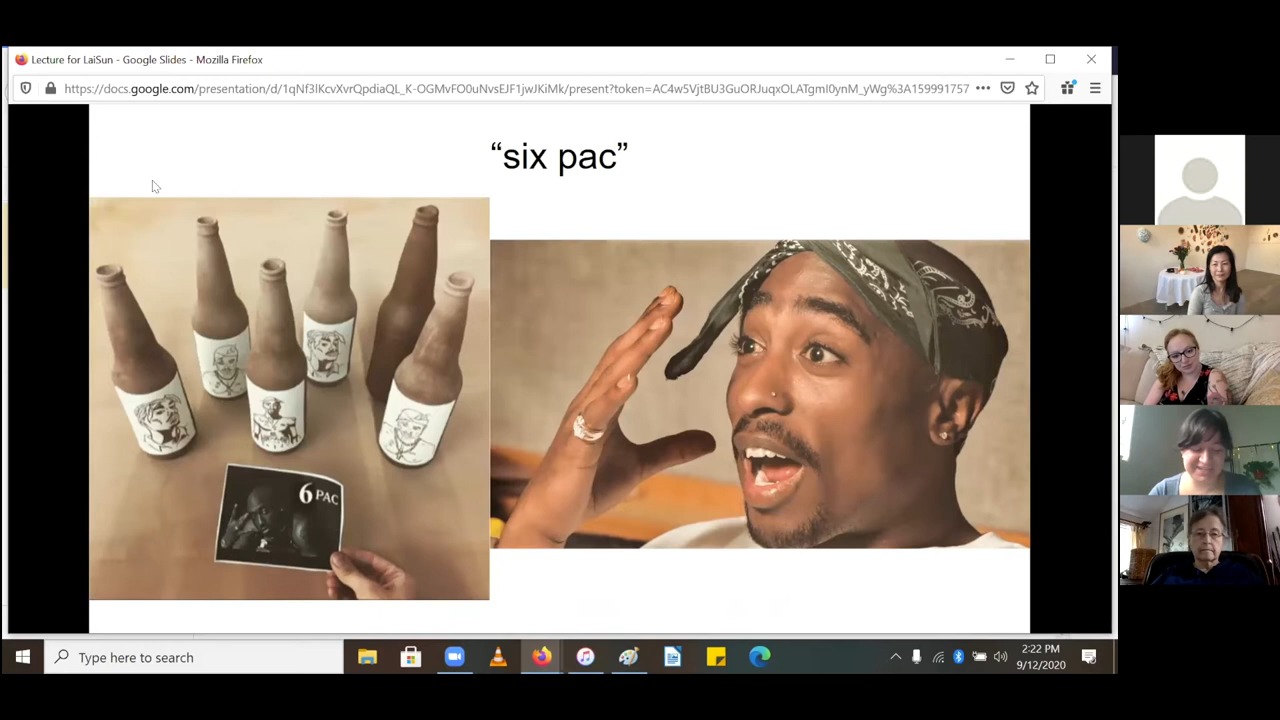 Lecture for LaiSun - Google Slides - Mozilla Firefox
https://docs.google.com/presentation/d/1qNf3lKcvXvrQpRiaQL_K-OGMvFO0uNvsEJF1jwJKiMk/present?token=AC4w5VjtBU3GuORJuqxOLATgmI0ynM_yWg%3A159991757
“six pac”
6 PAC
Type here to search
2:22 PM
9/12/2020